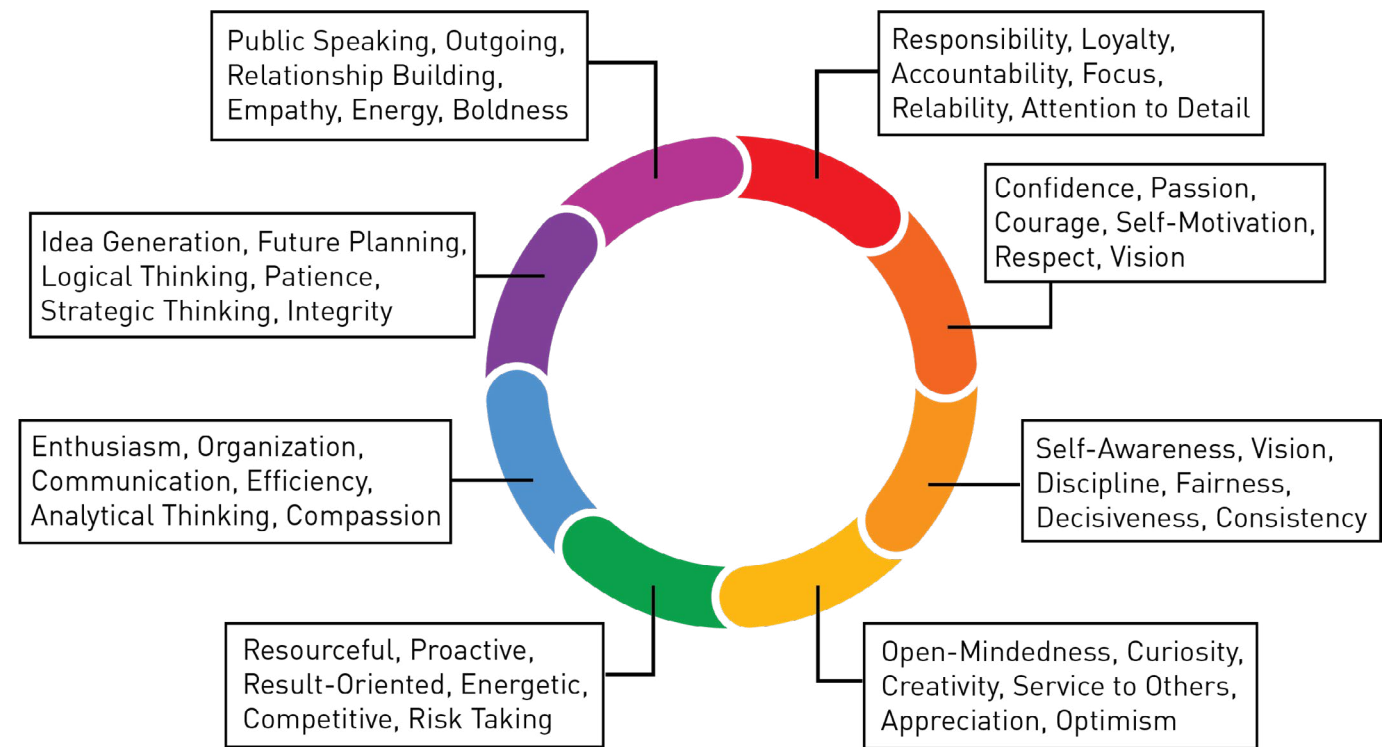 Public Speaking, Outgoing,
Relationship Building,
Empathy, Energy, Boldness
Responsibility, Loyalty,
Accountability, Focus,
Relability, Attention to Detail
Confidence, Passion,
Courage, Self-Motivation,
Respect, Vision
Idea Generation, Future Planning,
Logical Thinking, Patience,
Strategic Thinking, Integrity
Enthusiasm, Organization,
Communication, Efficiency,
Analytical Thinking, Compassion
Self-Awareness, Vision,
Discipline, Fairness,
Decisiveness, Consistency
Resourceful, Proactive,
Result-Oriented, Energetic,
Competitive, Risk Taking
Open-Mindedness, Curiosity,
Creativity, Service to Others,
Appreciation, Optimism